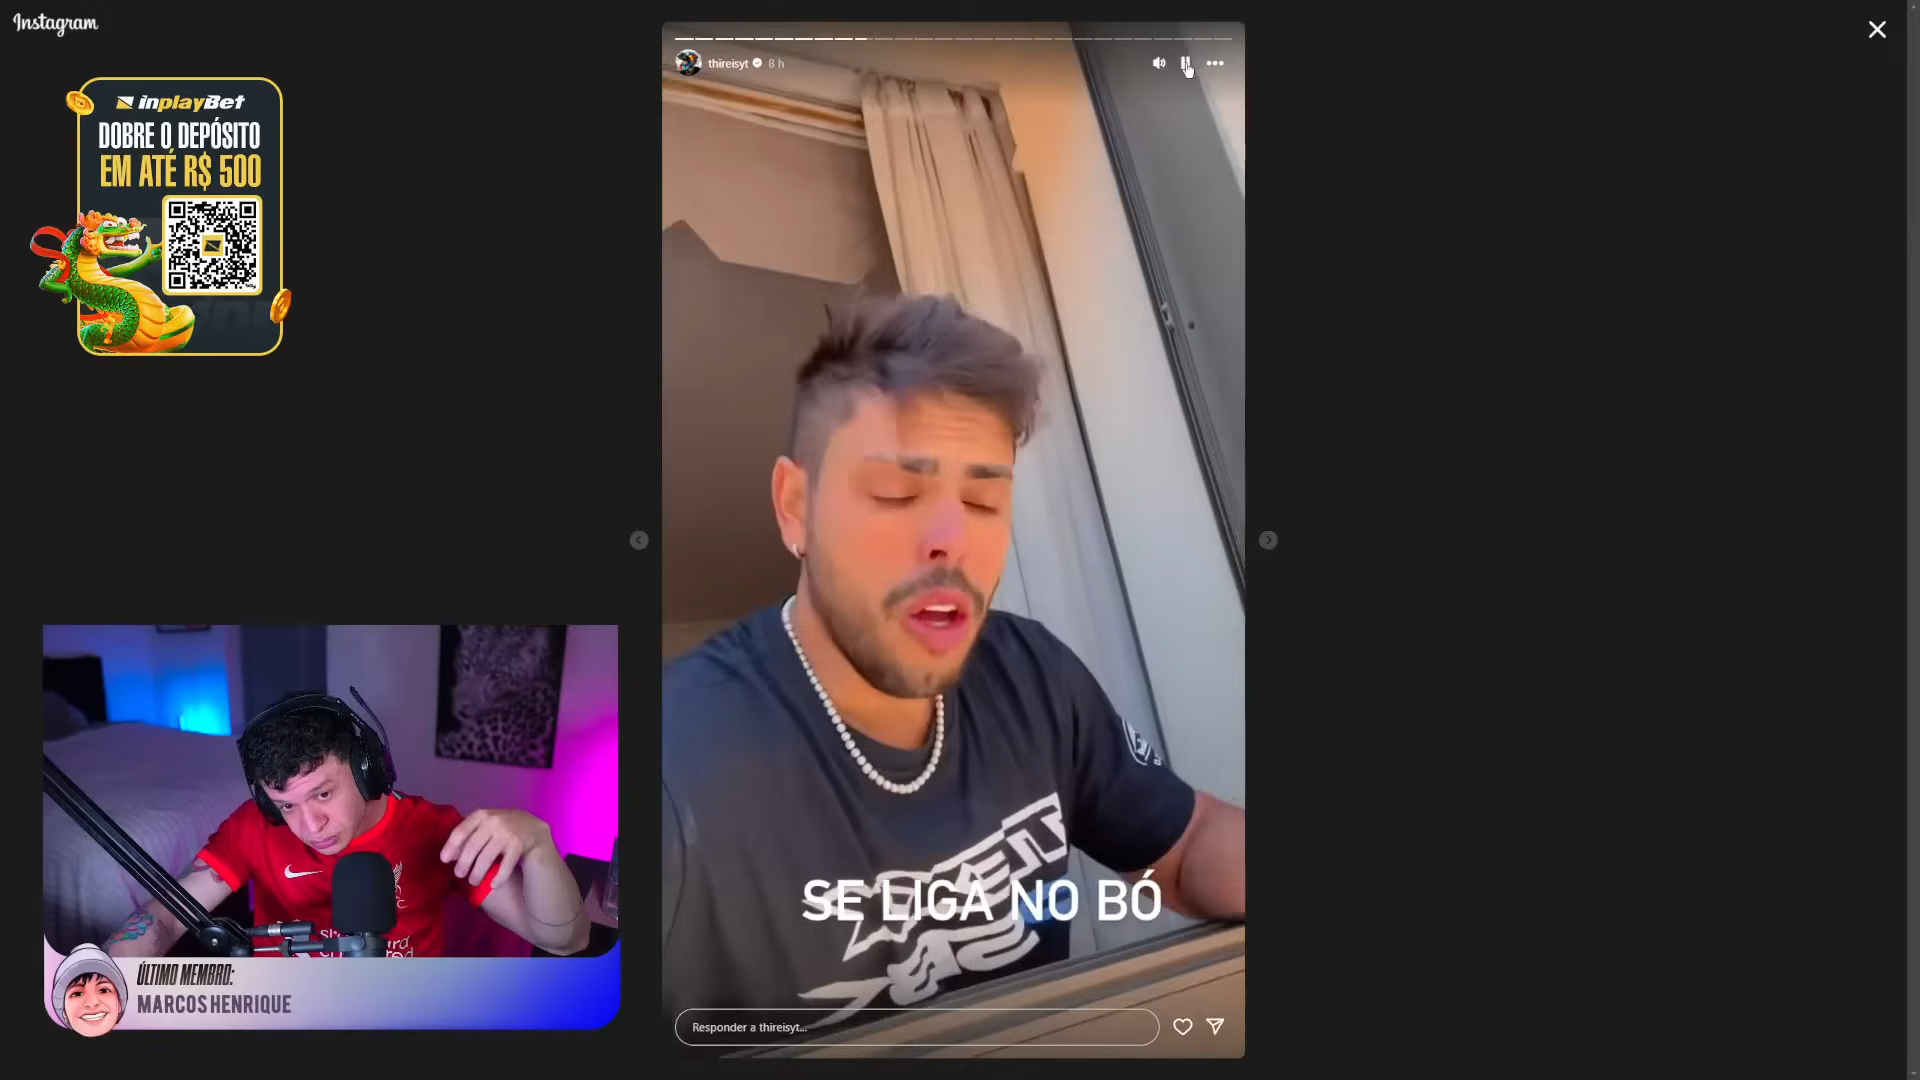 Instagram
thireisyt 8 h
inplayBet
DOBRE O DEPÓSITO
EM ATÉ R$ 500
SE LIGA NO BÓ
ÚLTIMO MEMBRO:
MARCOS HENRIQUE
Responder a thireisyt...